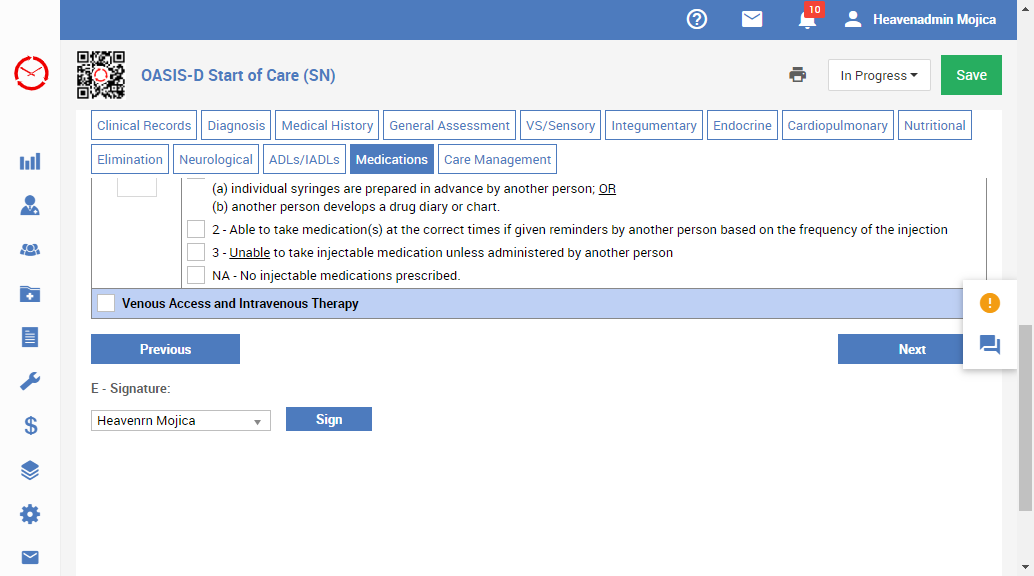 10
Heavenadmin Mojica
OASIS-D Start of Care (SN)
In Progress
Save
Clinical Records
Diagnosis
Medical History
General Assessment
VS/Sensory
Integumentary
Endocrine
Cardiopulmonary
Nutritional
Elimination
Neurological
ADLs/IADLs
Medications
Care Management
(a) individual syringes are prepared in advance by another person; OR
(b) another person develops a drug diary or chart.
2 - Able to take medication(s) at the correct times if given reminders by another person based on the frequency of the injection
3 - Unable to take injectable medication unless administered by another person
NA - No injectable medications prescribed.
Venous Access and Intravenous Therapy
Previous
Next
E - Signature:
Heavenrn Mojica
Sign